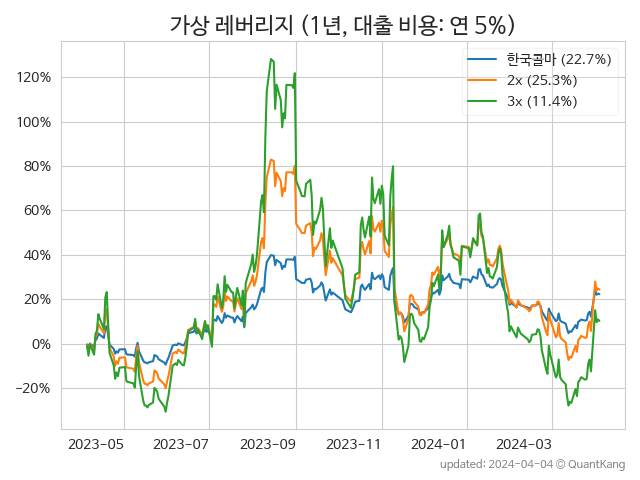 가상 레버리지 (1년, 대출 비용: 연 5%)
한국콜마 (22.7%)
2x (25.3%)
3x (11.4%)
120%
100%
80%
60%
40%
20%
0%
−20%
2023-05 2023-07 2023-09 2023-11 2024-01 2024-03
updated: 2024-04-04 © QuantKang